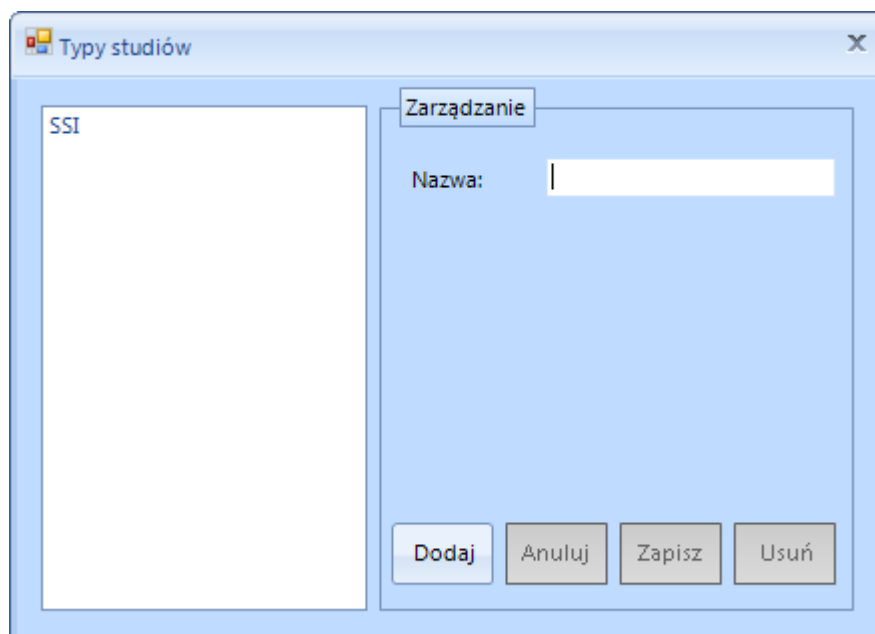 Typy studiów
SSI
Zarządzanie
Nazwa:
Dodaj Anuluj Zapisz Usuń